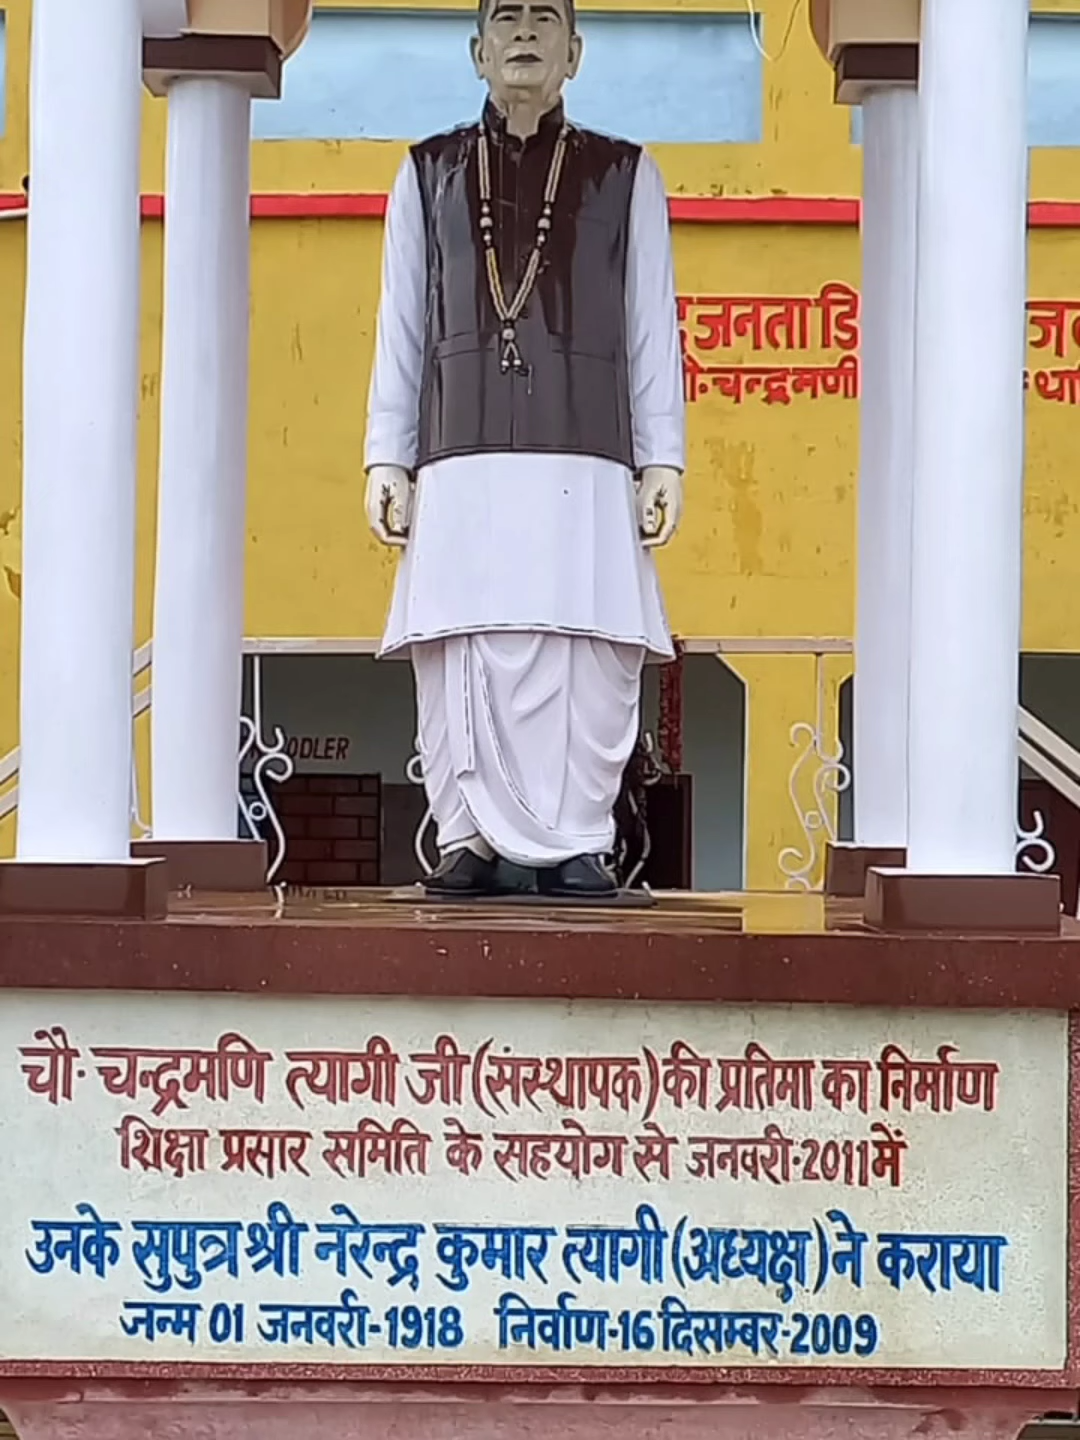 जनता डि
चन्द्रमणी
ODLER
चौ॰ चन्द्रमणि त्यागी जी (संस्थापक) की प्रतिमा का निर्माण
शिक्षा प्रसार समिति के सहयोग से जनवरी-2011 में
उनके सुपुत्र श्री नरेन्द्र कुमार त्यागी (अध्यक्ष) ने कराया
जन्म 01 जनवरी-1918 निर्वाण-16 दिसम्बर-2009